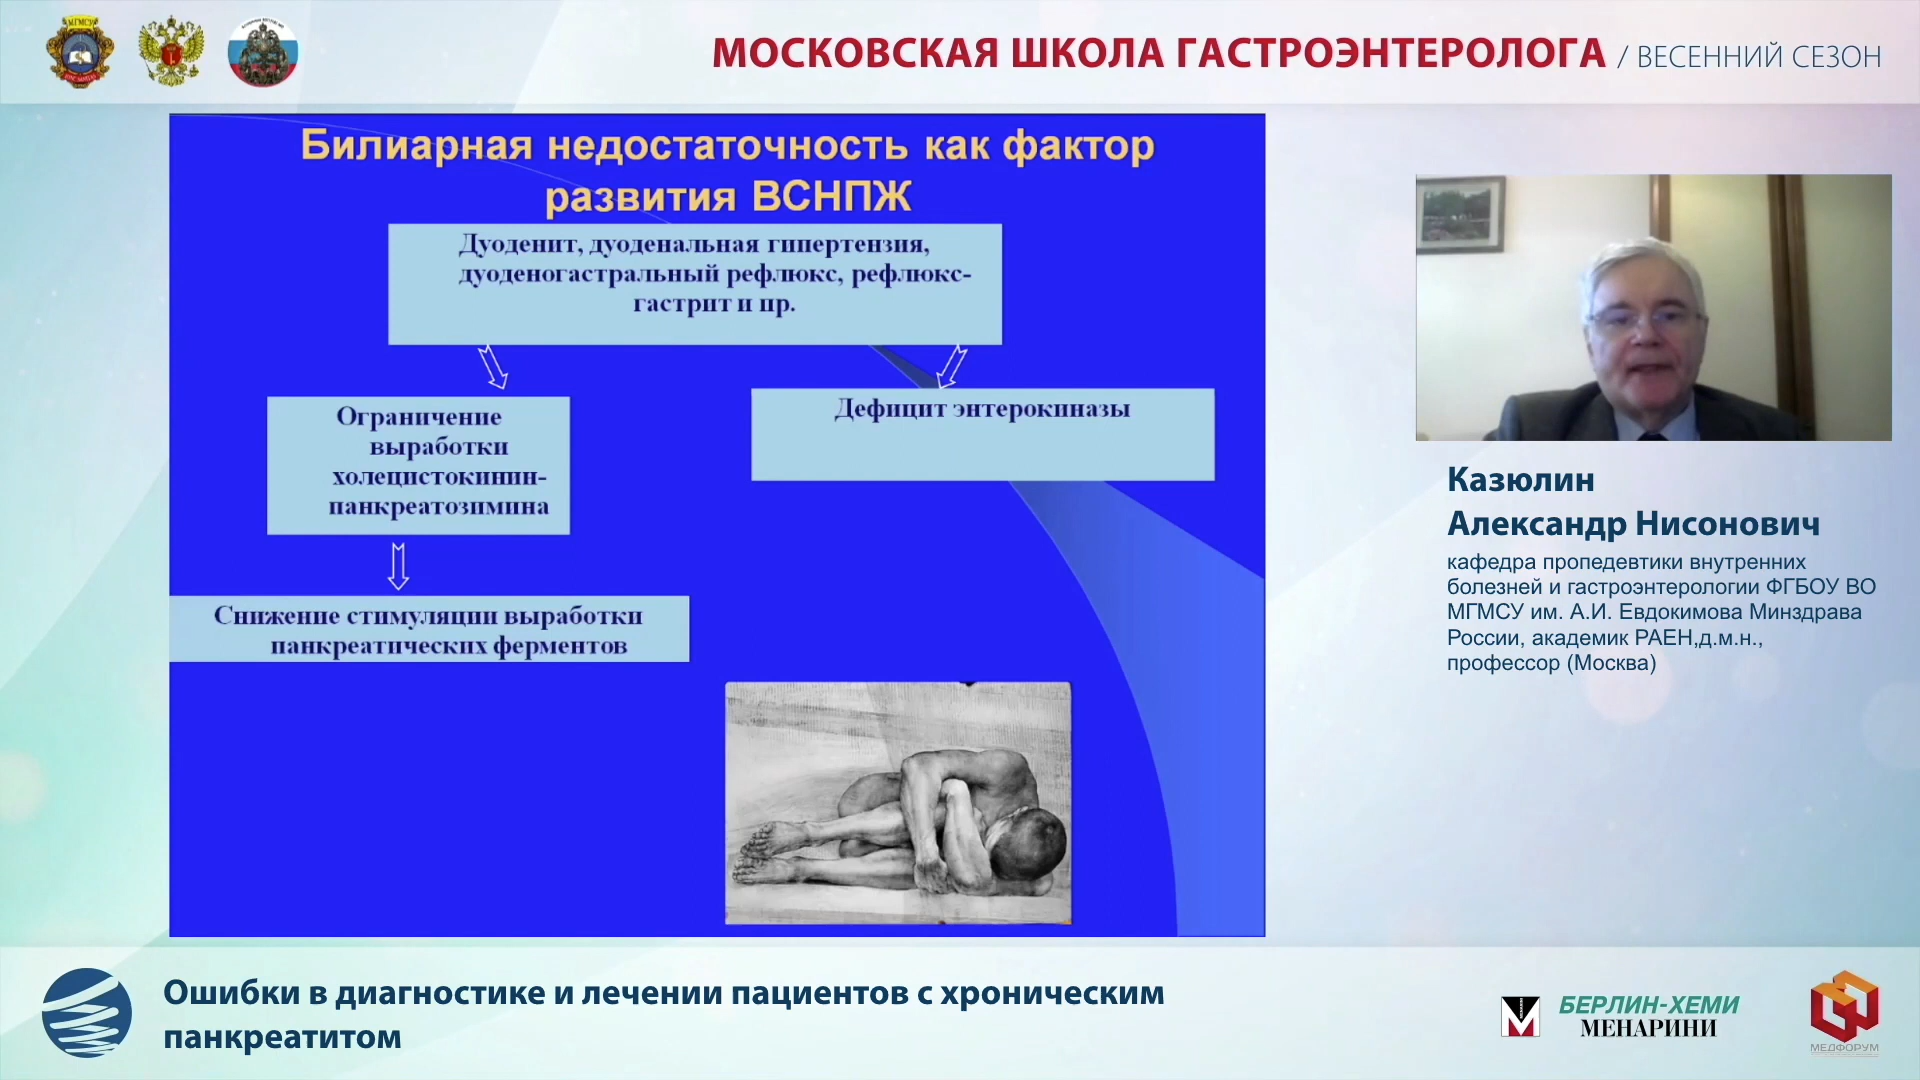 МГМСУ
МОСКОВСКАЯ ШКОЛА ГАСТРОЭНТЕРОЛОГА / ВЕСЕННИЙ СЕЗОН
Билиарная недостаточность как фактор
развития ВСНПЖ
Дуоденит, дуоденальная гипертензия,
дуоденогастральный рефлюкс, рефлюкс-
гастрит и пр.
Ограничение
выработки
холецистокинин-
панкреатозимина
Дефицит энтерокиназы
Снижение стимуляции выработки
панкреатических ферментов
Казюлин
Александр Нисонович
кафедра пропедевтики внутренних
болезней и гастроэнтерологии ФГБОУ ВО
МГМСУ им. А.И. Евдокимова Минздрава
России, академик РАЕН,д.м.н.,
профессор (Москва)
Ошибки в диагностике и лечении пациентов с хроническим
панкреатитом
БЕРЛИН-ХЕМИ
МЕНАРИНИ
МЕДФОРУМ